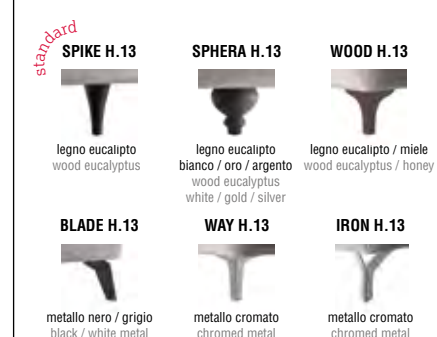 standard
SPIKE H.13
legno eucalipto
wood eucalyptus
SPHERA H.13
legno eucalipto
bianco / oro / argento
wood eucalyptus
white / gold / silver
WOOD H.13
legno eucalipto / miele
wood eucalyptus / honey
BLADE H.13
metallo nero / grigio
black / white metal
WAY H.13
metallo cromato
chromed metal
IRON H.13
metallo cromato
chromed metal